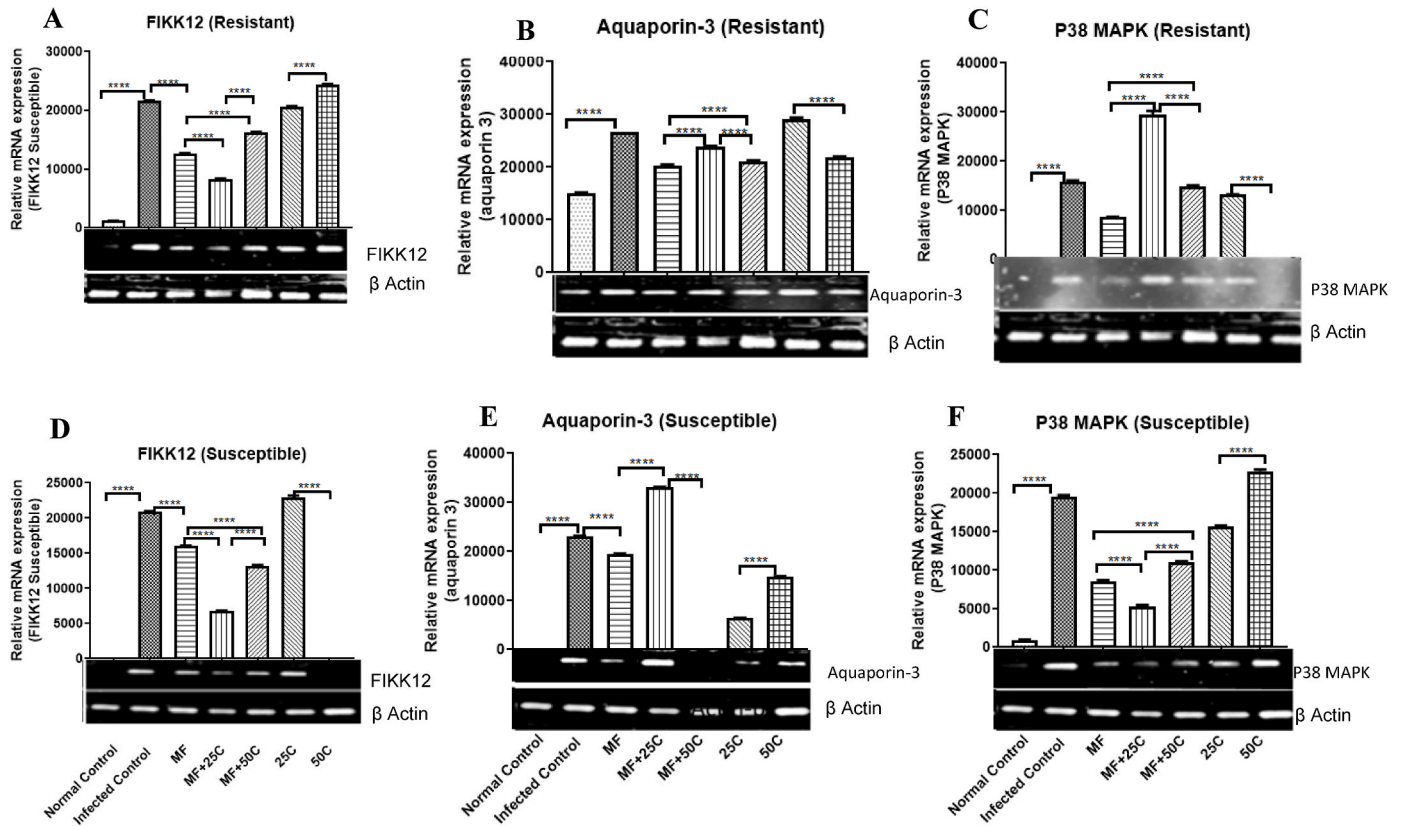 A
FIKK12 (Resistant)
Relative mRNA expression
(FIKK12 Susceptible)
30000
20000
10000
0
****
****
****
****
****
****
FIKK12
β Actin
B
Aquaporin-3 (Resistant)
Relative mRNA expression
(aquaporin 3)
40000
30000
20000
10000
0
****
****
****
****
****
Aquaporin-3
β Actin
C
P38 MAPK (Resistant)
Relative mRNA expression
(P38 MAPK)
40000
30000
20000
10000
0
****
****
****
****
****
P38 MAPK
β Actin
D
FIKK12 (Susceptible)
Relative mRNA expression
(FIKK12 Susceptible)
25000
20000
15000
10000
5000
0
****
****
****
****
****
****
FIKK12
β Actin
Normal Control
Infected Control
MF
MF+25C
MF+50C
25C
50C
E
Aquaporin-3 (Susceptible)
Relative mRNA expression
(aquaporin 3)
40000
30000
20000
10000
0
****
****
****
****
****
Aquaporin-3
β Actin
Normal Control
Infected Control
MF
MF+25C
MF+50C
25C
50C
F
P38 MAPK (Susceptible)
Relative mRNA expression
(P38 MAPK)
25000
20000
15000
10000
5000
0
****
****
****
****
****
P38 MAPK
β Actin
Normal Control
Infected Control
MF
MF+25C
MF+50C
25C
50C